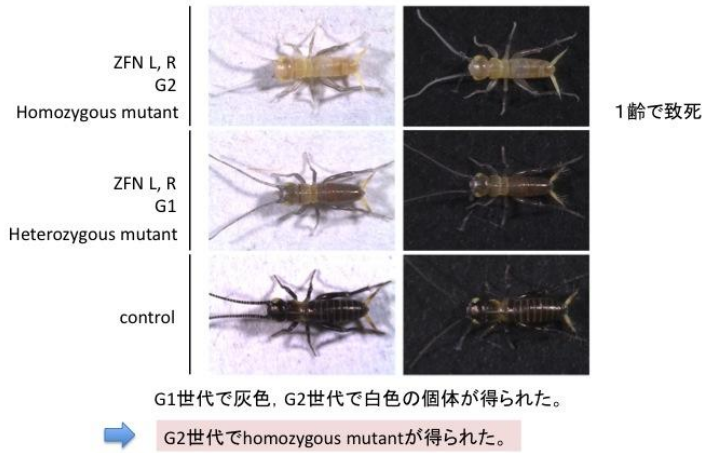 ZFN L, R
G2
Homozygous mutant
1齢で致死
ZFN L, R
G1
Heterozygous mutant
control
G1世代で灰色, G2世代で白色の個体が得られた。
G2世代でhomozygous mutantが得られた。